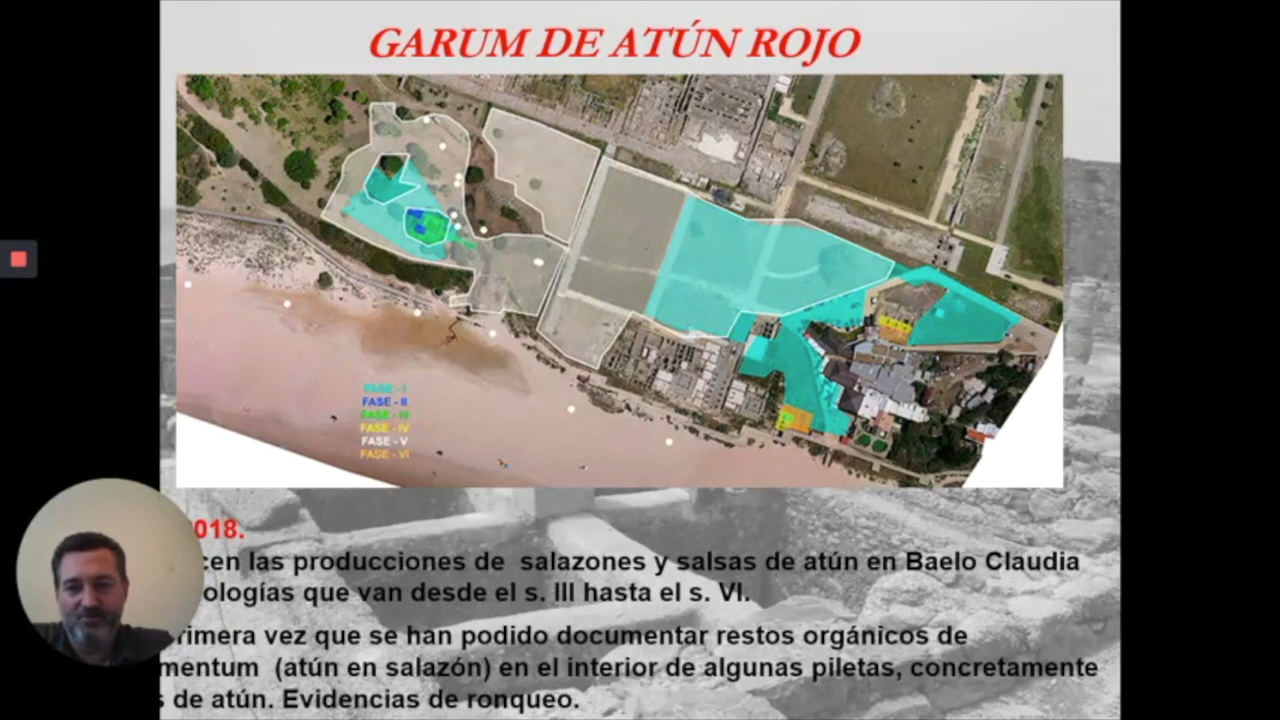 GARUM DE ATÚN ROJO
FASE - I
FASE - II
FASE - III
FASE - IV
FASE - V
FASE - VI
018.
cen las producciones de salazones y salsas de atún en Baelo Claudia
ologías que van desde el s. III hasta el s. VI.
rimera vez que se han podido documentar restos orgánicos de
mentum (atún en salazón) en el interior de algunas piletas, concretamente
s de atún. Evidencias de ronqueo.